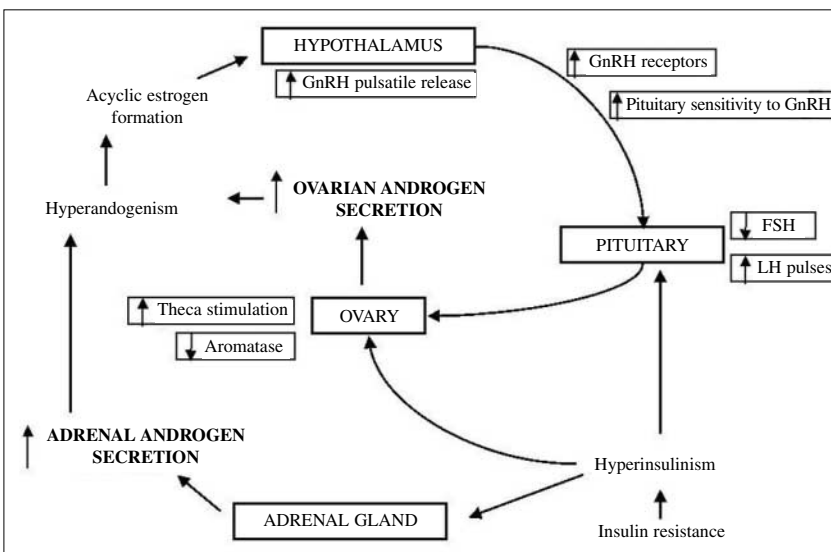 HYPOTHALAMUS
GnRH pulsatile release
GnRH receptors
Pituitary sensitivity to GnRH
Acyclic estrogen
formation
OVARIAN ANDROGEN
SECRETION
Hyperandogenism
FSH
PITUITARY
LH pulses
Theca stimulation
OVARY
Aromatase
ADRENAL ANDROGEN
SECRETION
Hyperinsulinism
ADRENAL GLAND
Insulin resistance